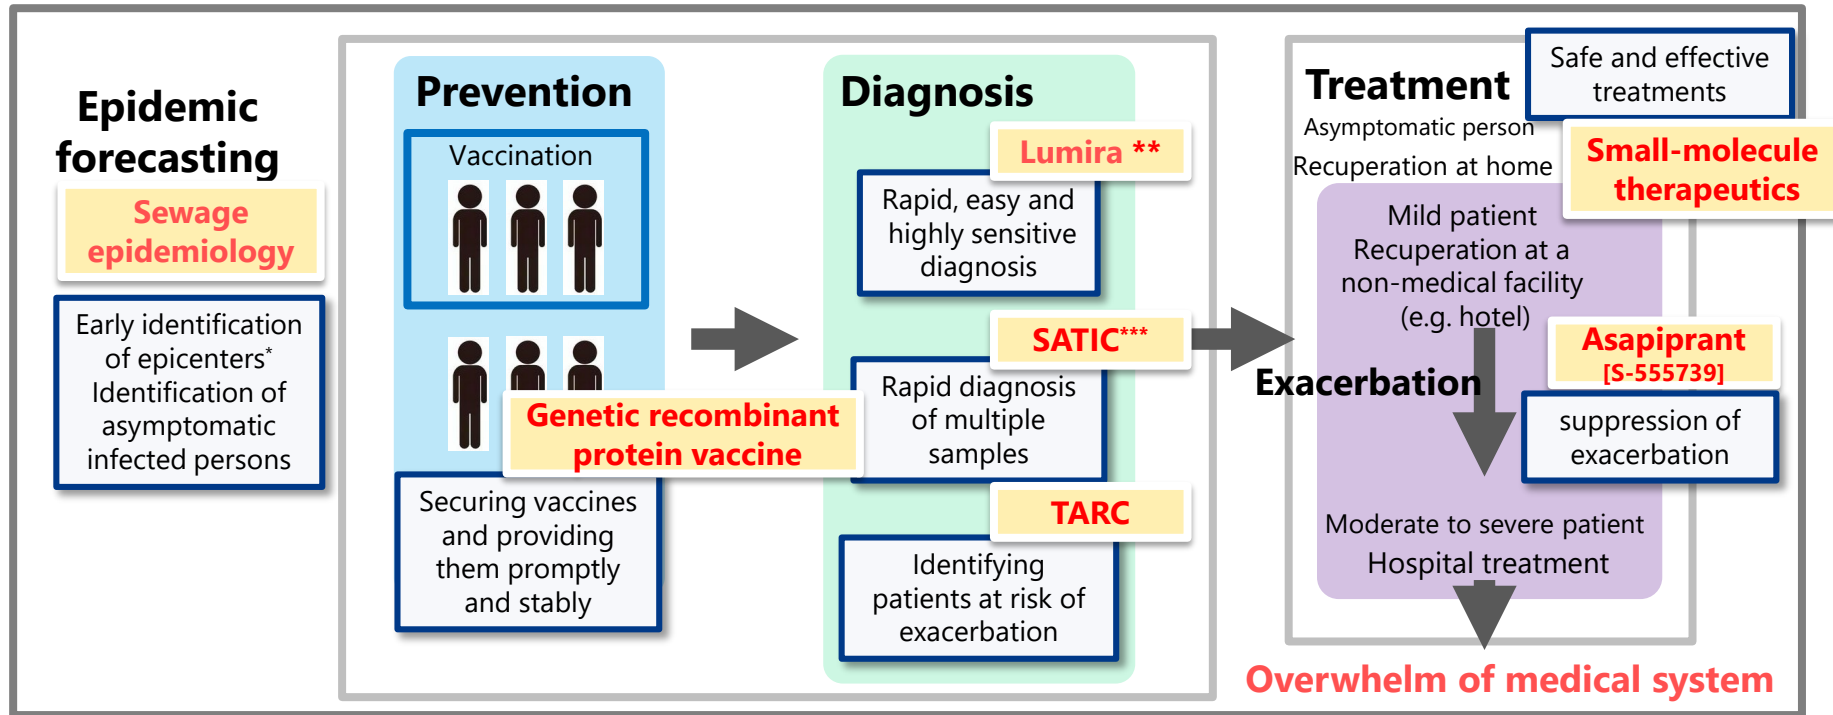 Epidemic
forecasting
Sewage
epidemiology
Early identification
of epicenters*
Identification of
asymptomatic
infected persons
Prevention
Vaccination
Genetic recombinant
protein vaccine
Securing vaccines
and providing
them promptly
and stably
Diagnosis
Lumira **
Rapid, easy and
highly sensitive
diagnosis
SATIC***
Rapid diagnosis
of multiple
samples
TARC
Identifying
patients at risk of
exacerbation
Treatment
Safe and effective
treatments
Asymptomatic person
Recuperation at home
Small-molecule
therapeutics
Mild patient
Recuperation at a
non-medical facility
(e.g. hotel)
Exacerbation
Asapiprant
[S-555739]
suppression of
exacerbation
Moderate to severe patient
Hospital treatment
Overwhelm of medical system